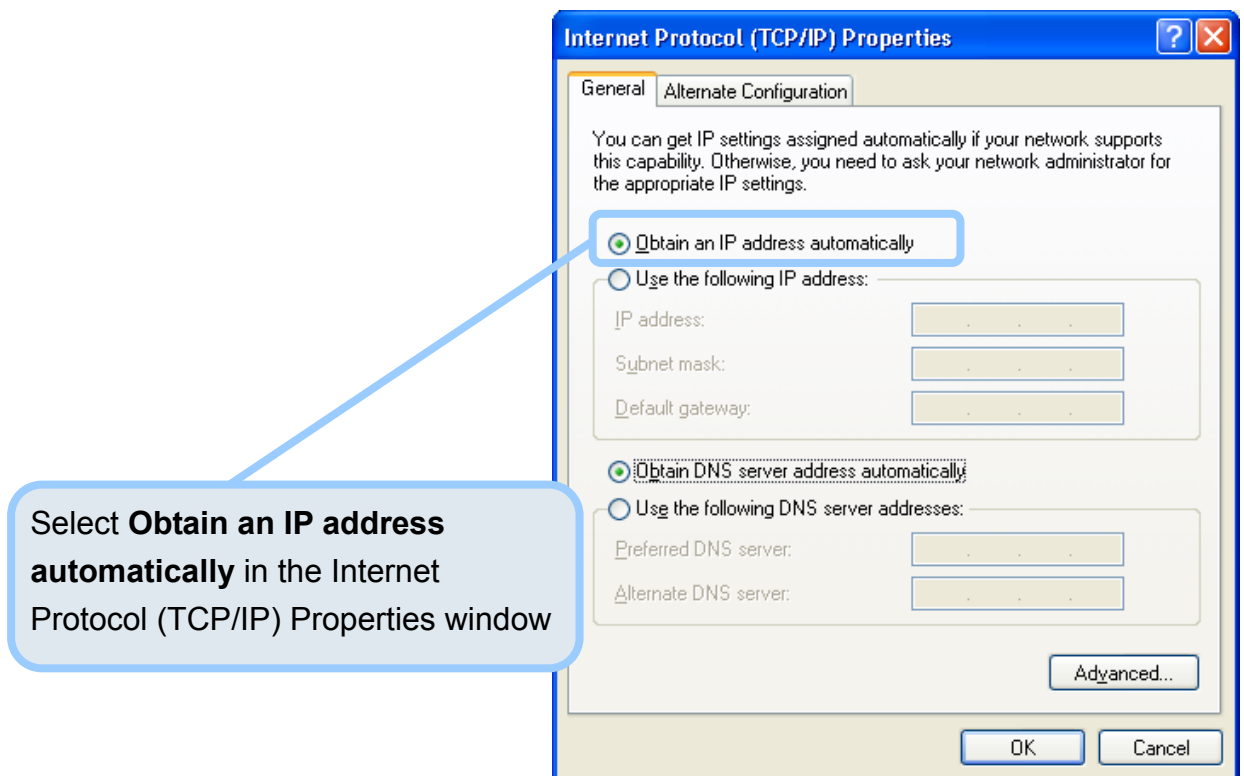 Internet Protocol (TCP/IP) Properties
General
Alternate Configuration
You can get IP settings assigned automatically if your network supports
this capability. Otherwise, you need to ask your network administrator for
the appropriate IP settings.
Obtain an IP address automatically
Use the following IP address:
IP address:
Subnet mask:
Default gateway:
Obtain DNS server address automatically
Use the following DNS server addresses:
Preferred DNS server:
Alternate DNS server:
Advanced...
OK
Cancel
Select Obtain an IP address
automatically in the Internet
Protocol (TCP/IP) Properties window